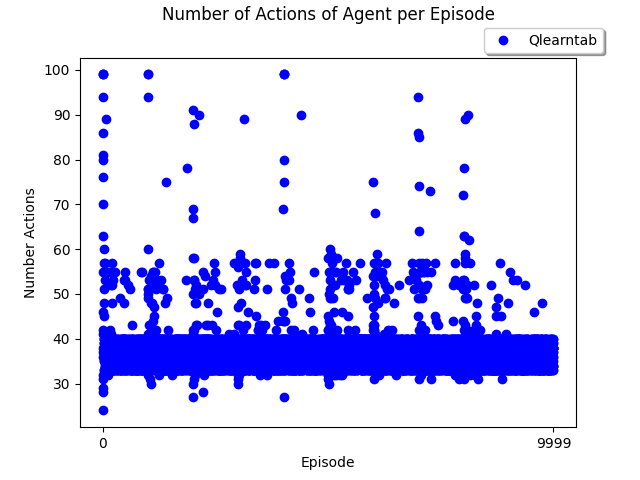 Number of Actions of Agent per Episode
Qlearntab
100
90
80
70
60
50
40
30
Number Actions
0
9999
Episode